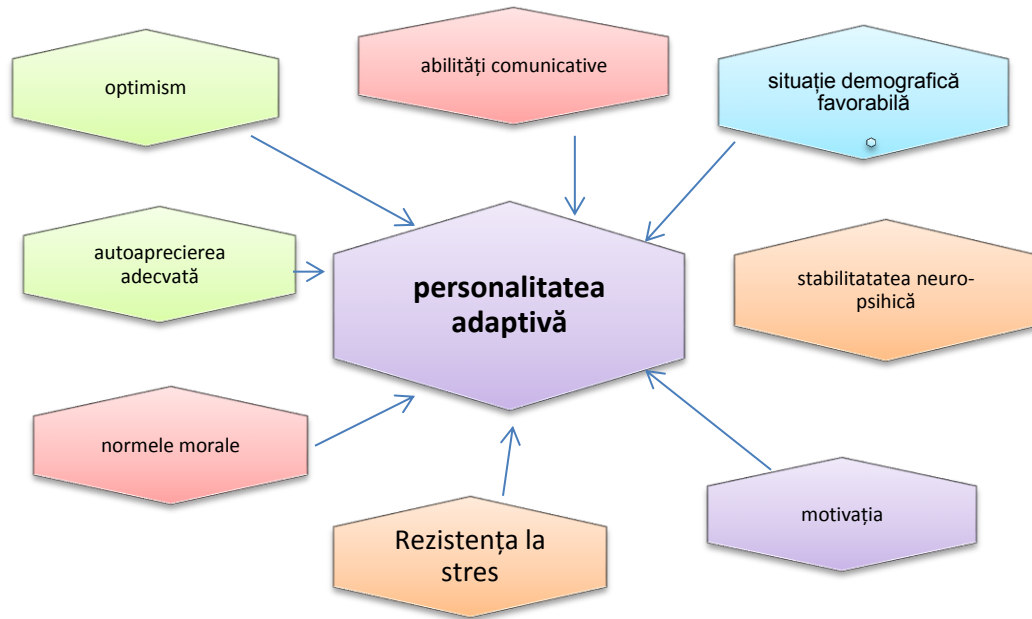 optimism
abilități comunicative
situație demografică
favorabilă
autoaprecierea
adecvată
personalitatea
adaptivă
stabilitatatea neuro-
psihică
normele morale
Rezistența la
stres
motivația